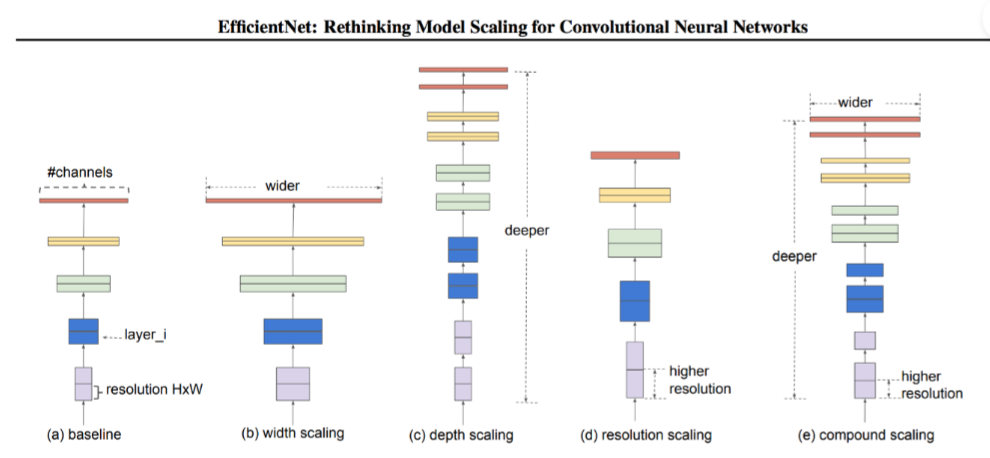 EfficientNet: Rethinking Model Scaling for Convolutional Neural Networks
#channels
layer_i
resolution HxW
(a) baseline
wider
(b) width scaling
deeper
(c) depth scaling
higher
resolution
(d) resolution scaling
wider
deeper
higher
resolution
(e) compound scaling